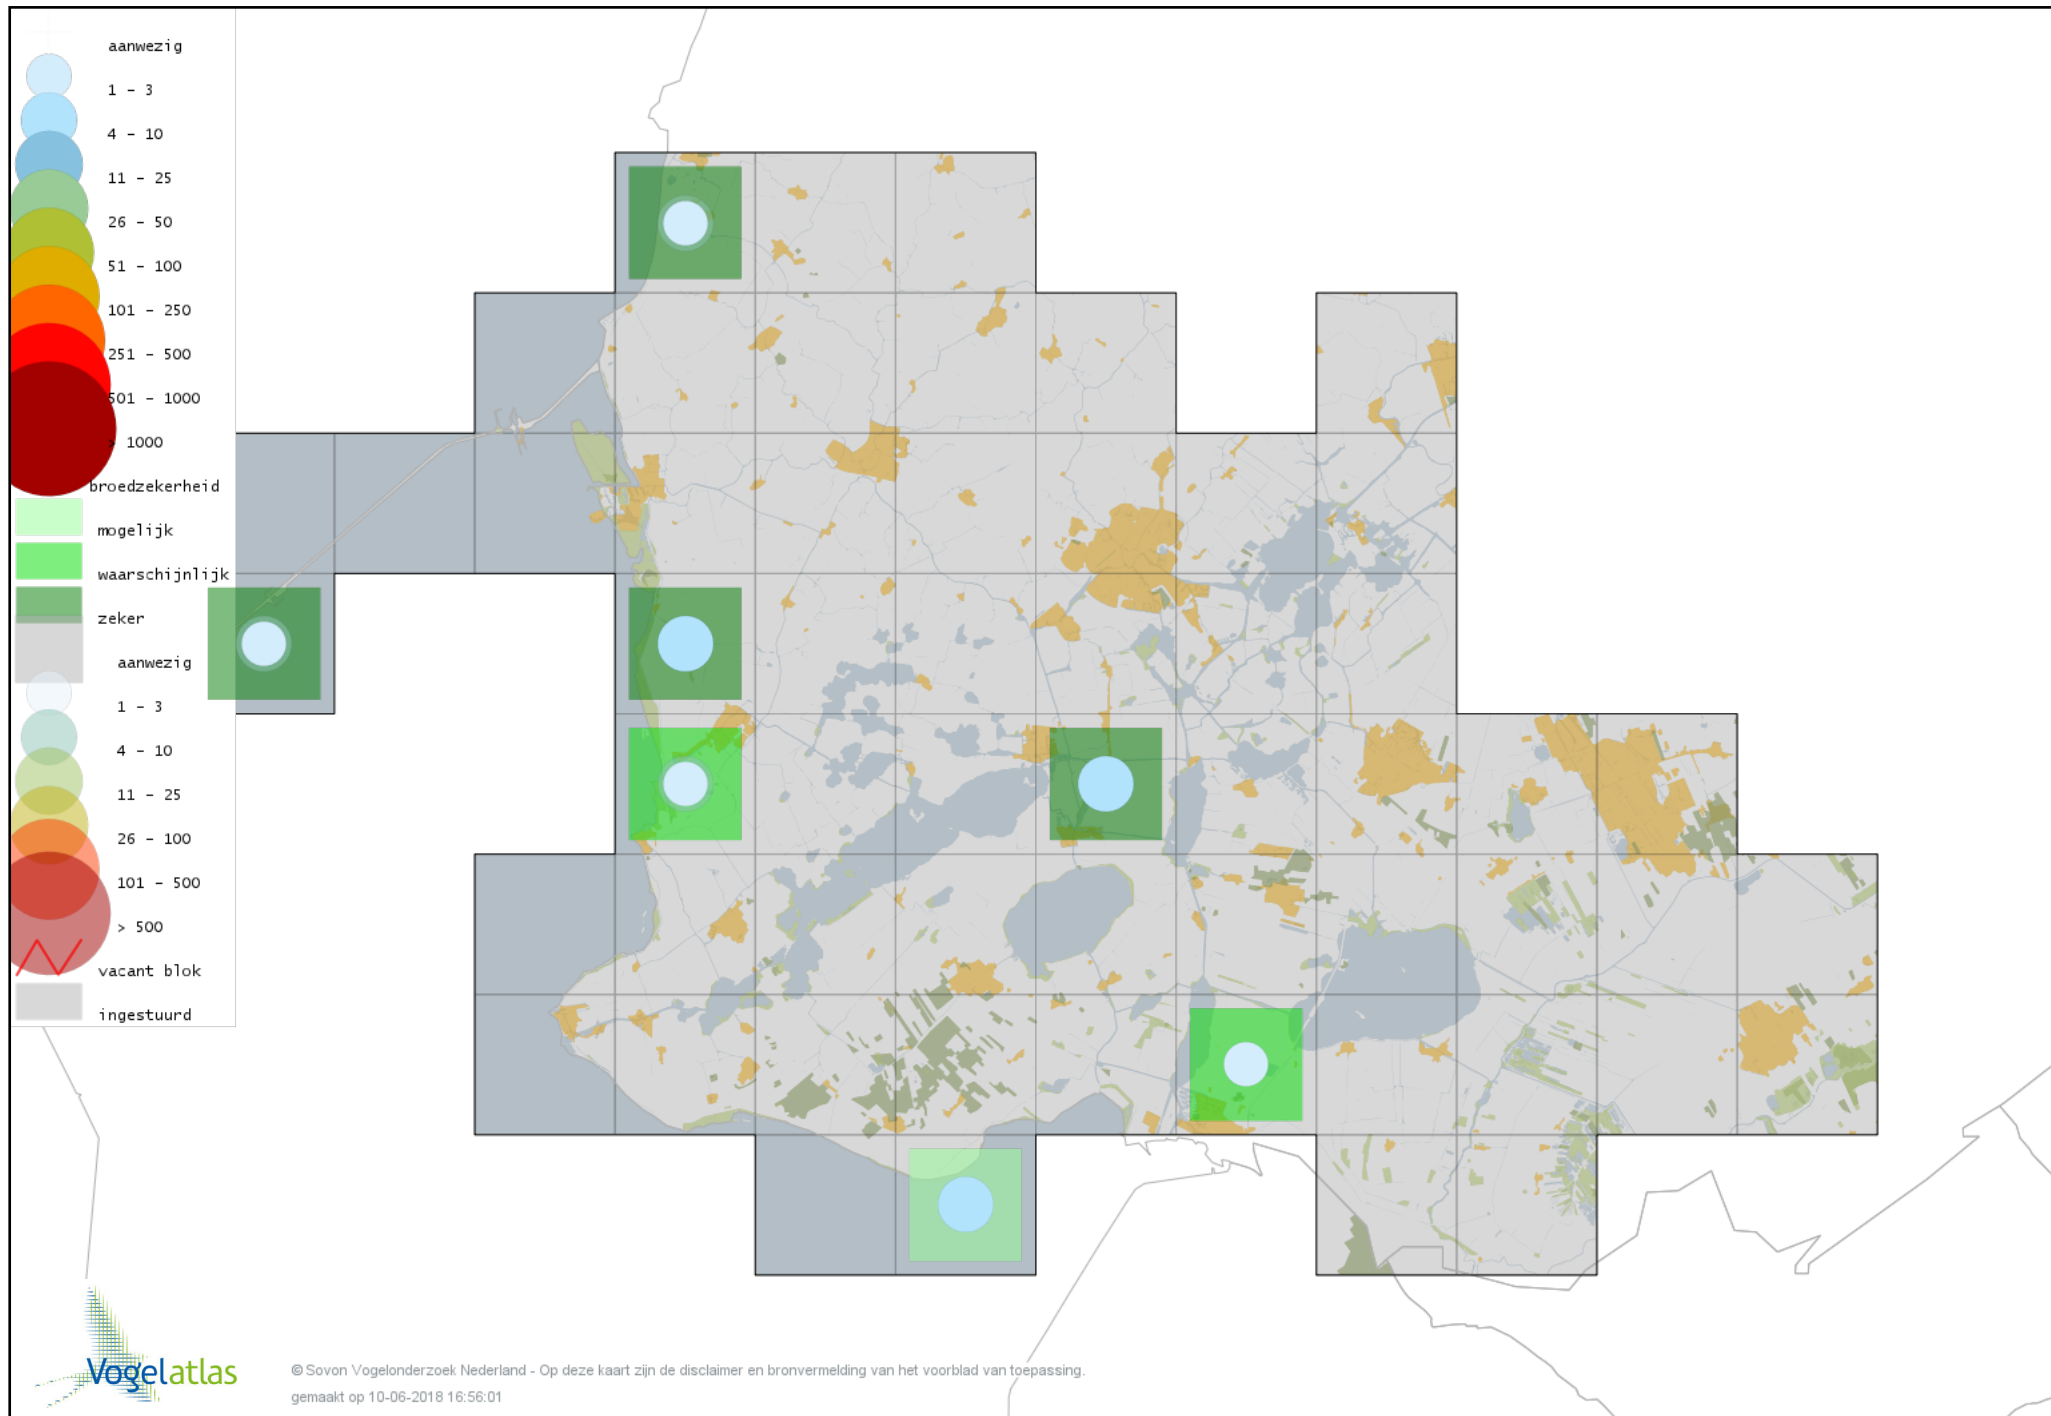 aanwezig
1 - 3
4 - 10
11 - 25
26 - 50
51 - 100
101 - 250
251 - 500
501 - 1000
> 1000
broedzekerheid
mogelijk
waarschijnlijk
zeker
aanwezig
1 - 3
4 - 10
11 - 25
26 - 100
101 - 500
> 500
vacant blok
ingestuurd
Vogelatlas
© Sovon Vogelonderzoek Nederland - Op deze kaart zijn de disclaimer en bronvermelding van het voorblad van toepassing.
gemaakt op 10-06-2018 16:56:01